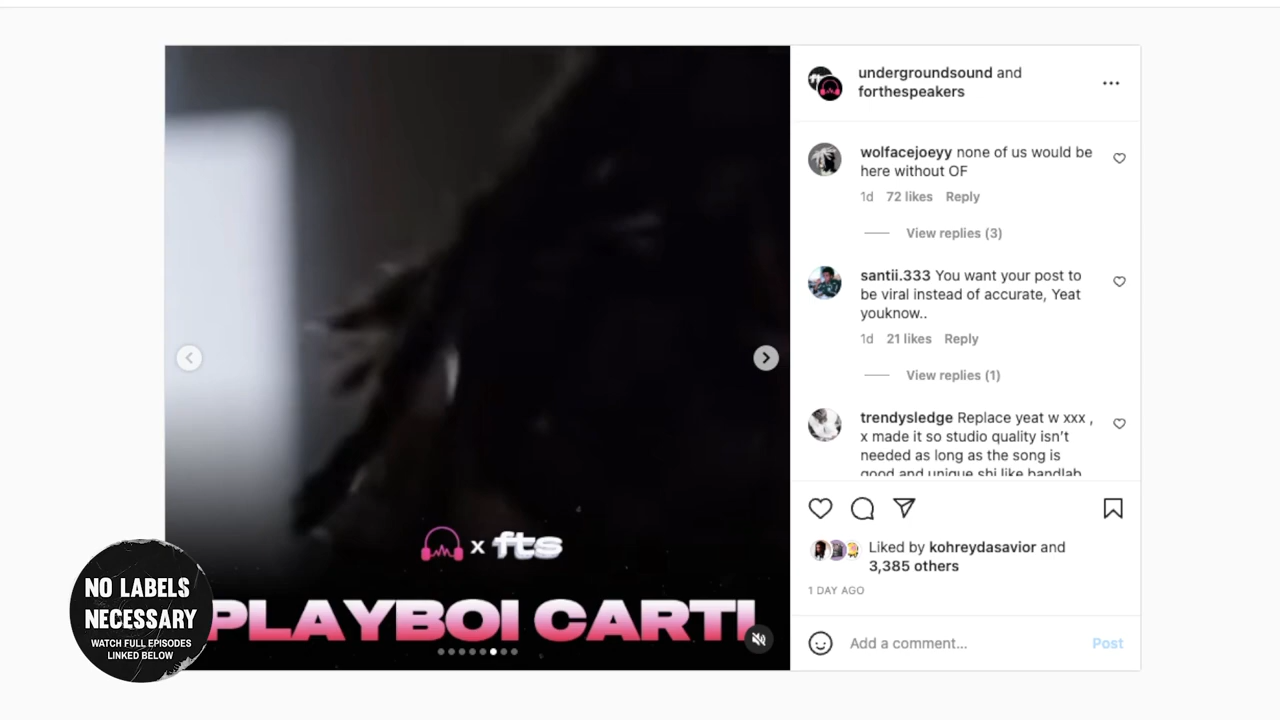 undergroundsound and
forthespeakers
wolfacejoeyy none of us would be
here without OF
1d 72 likes Reply
View replies (3)
santii.333 You want your post to
be viral instead of accurate, Yeat
youknow..
1d 21 likes Reply
View replies (1)
trendysledge Replace yeat w xxx ,
x made it so studio quality isn't
needed as long as the song is
good and unique shi like bandlab
Liked by kohreydasavior and
3,385 others
1 DAY AGO
Add a comment... Post
x fts
PLAYBOI CARTI
NO LABELS
NECESSARY
WATCH FULL EPISODES
LINKED BELOW